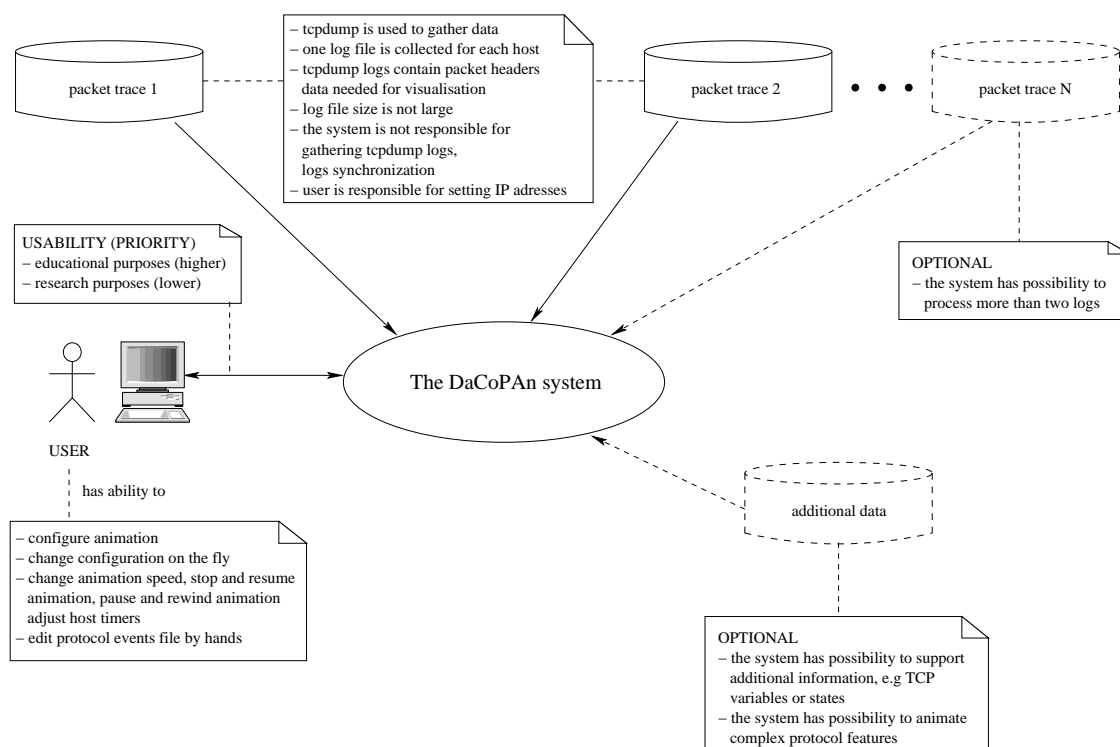 – tcpdump is used to gather data
– one log file is collected for each host
– tcpdump logs contain packet headers
data needed for visualisation
– log file size is not large
– the system is not responsible for
gathering tcpdump logs,
logs synchronization
– user is responsible for setting IP adresses
packet trace 1
packet trace 2
packet trace N
USABILITY (PRIORITY)
– educational purposes (higher)
– research purposes (lower)
OPTIONAL
– the system has possibility to
process more than two logs
The DaCoPAn system
USER
has ability to
– configure animation
– change configuration on the fly
– change animation speed, stop and resume
animation, pause and rewind animation
adjust host timers
– edit protocol events file by hands
additional data
OPTIONAL
– the system has possibility to support
additional information, e.g TCP
variables or states
– the system has possibility to animate
complex protocol features